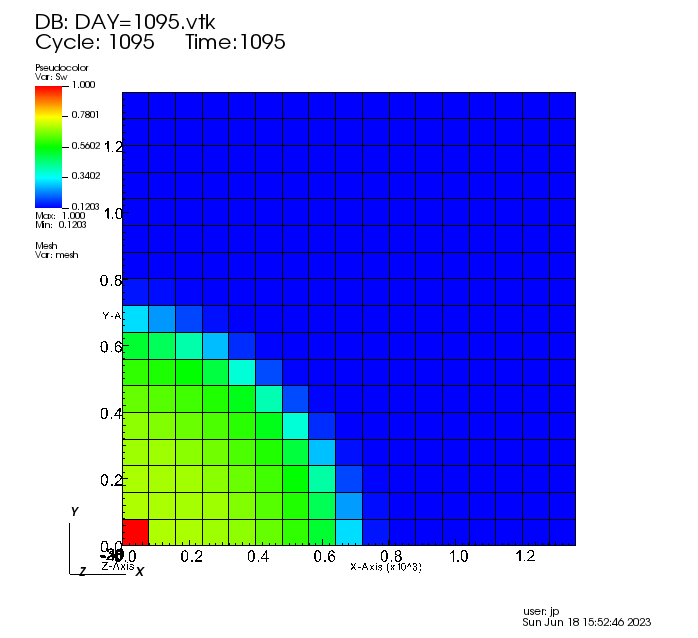 DB: DAY=1095.vtk
Cycle: 1095 Time:1095
Pseudocolor
Var: Sw
1.000
0.7801
0.5602
0.3402
0.1203
Max: 1.000
Min: 0.1203
Mesh
Var: mesh
1.2
1.0
0.8
Y-A
0.6
0.4
0.2
0.0
0.0 0.2 0.4 0.6 0.8 1.0 1.2
Z-Axis
X-Axis (x10^3)
Y
Z X
user: jp
Sun Jun 18 15:52:46 2023